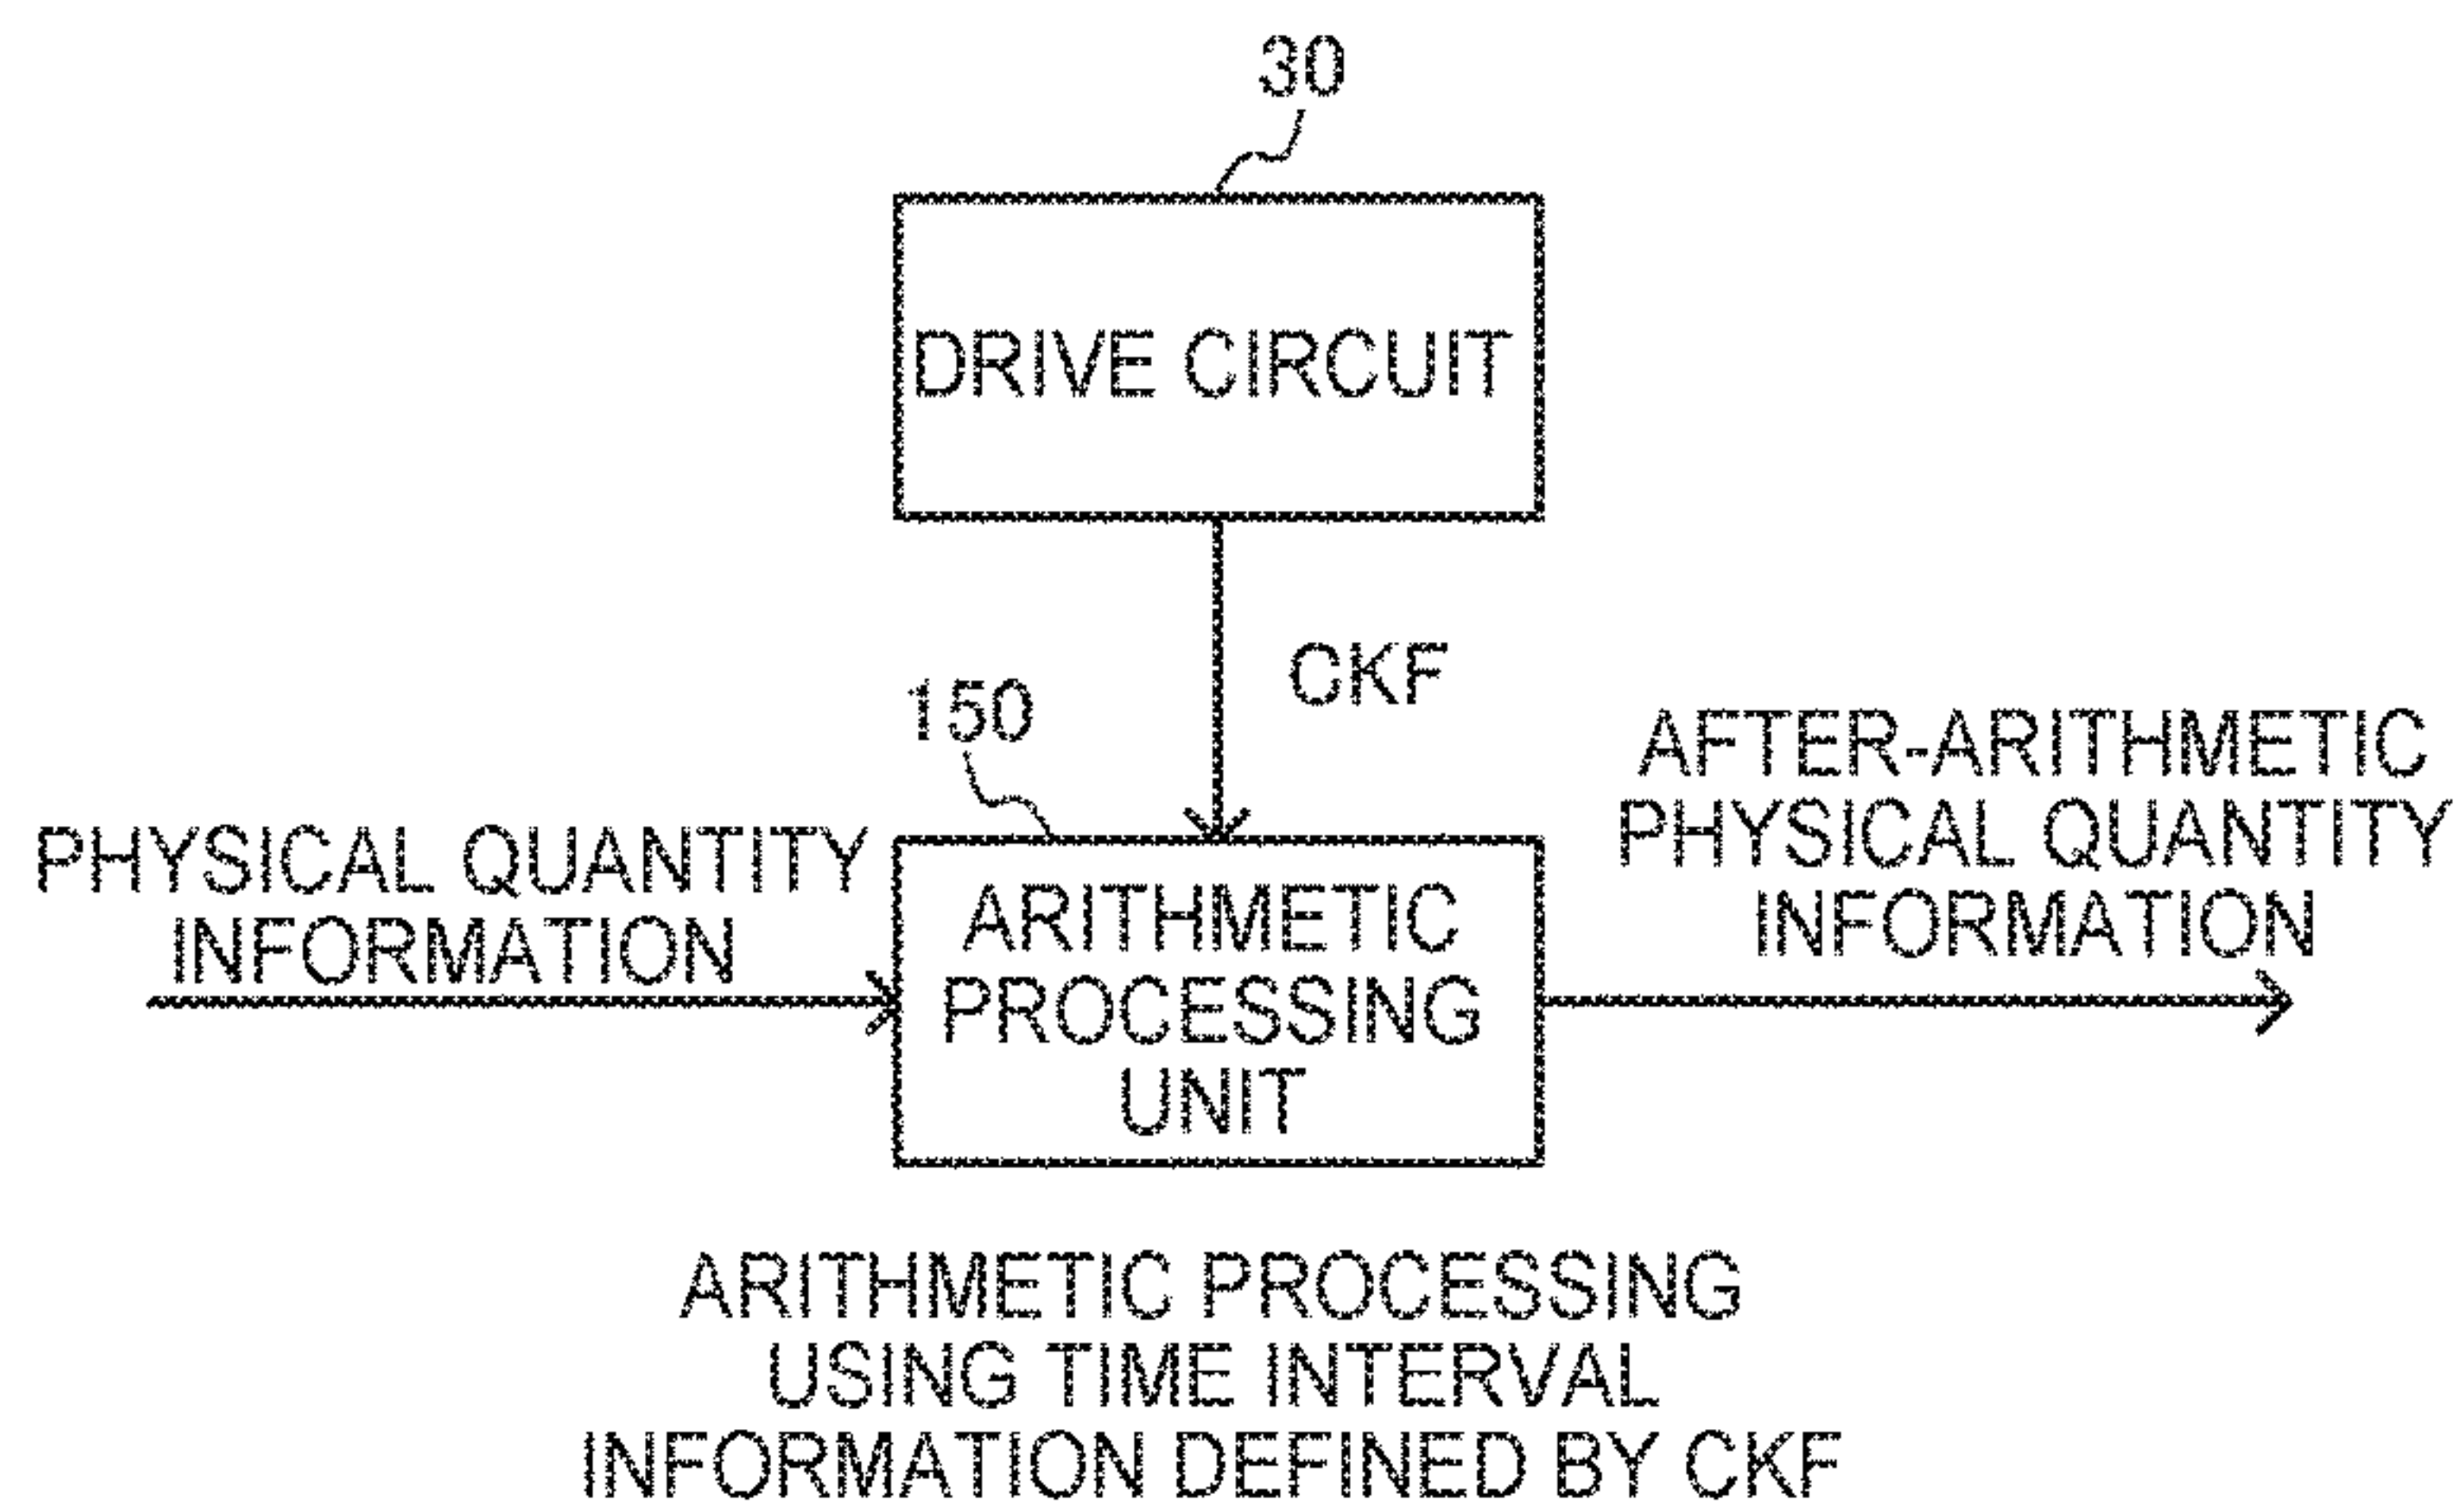 30
DRIVE CIRCUIT
CKF
150
PHYSICAL QUANTITY
INFORMATION
ARITHMETIC
PROCESSING
UNIT
AFTER-ARITHMETIC
PHYSICAL QUANTITY
INFORMATION
ARITHMETIC PROCESSING
USING TIME INTERVAL
INFORMATION DEFINED BY CKF